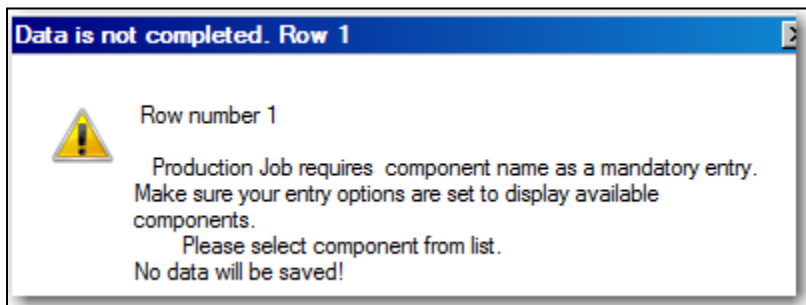 Data is not completed. Row 1
Row number 1
Production Job requires component name as a mandatory entry.
Make sure your entry options are set to display available
components.
Please select component from list.
No data will be saved!